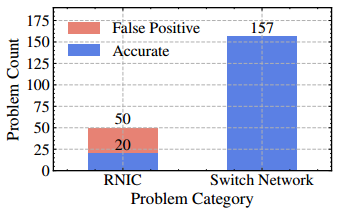 175
150
125
100
75
50
25
0
Problem Count
False Positive
Accurate
157
50
20
RNIC
Switch Network
Problem Category